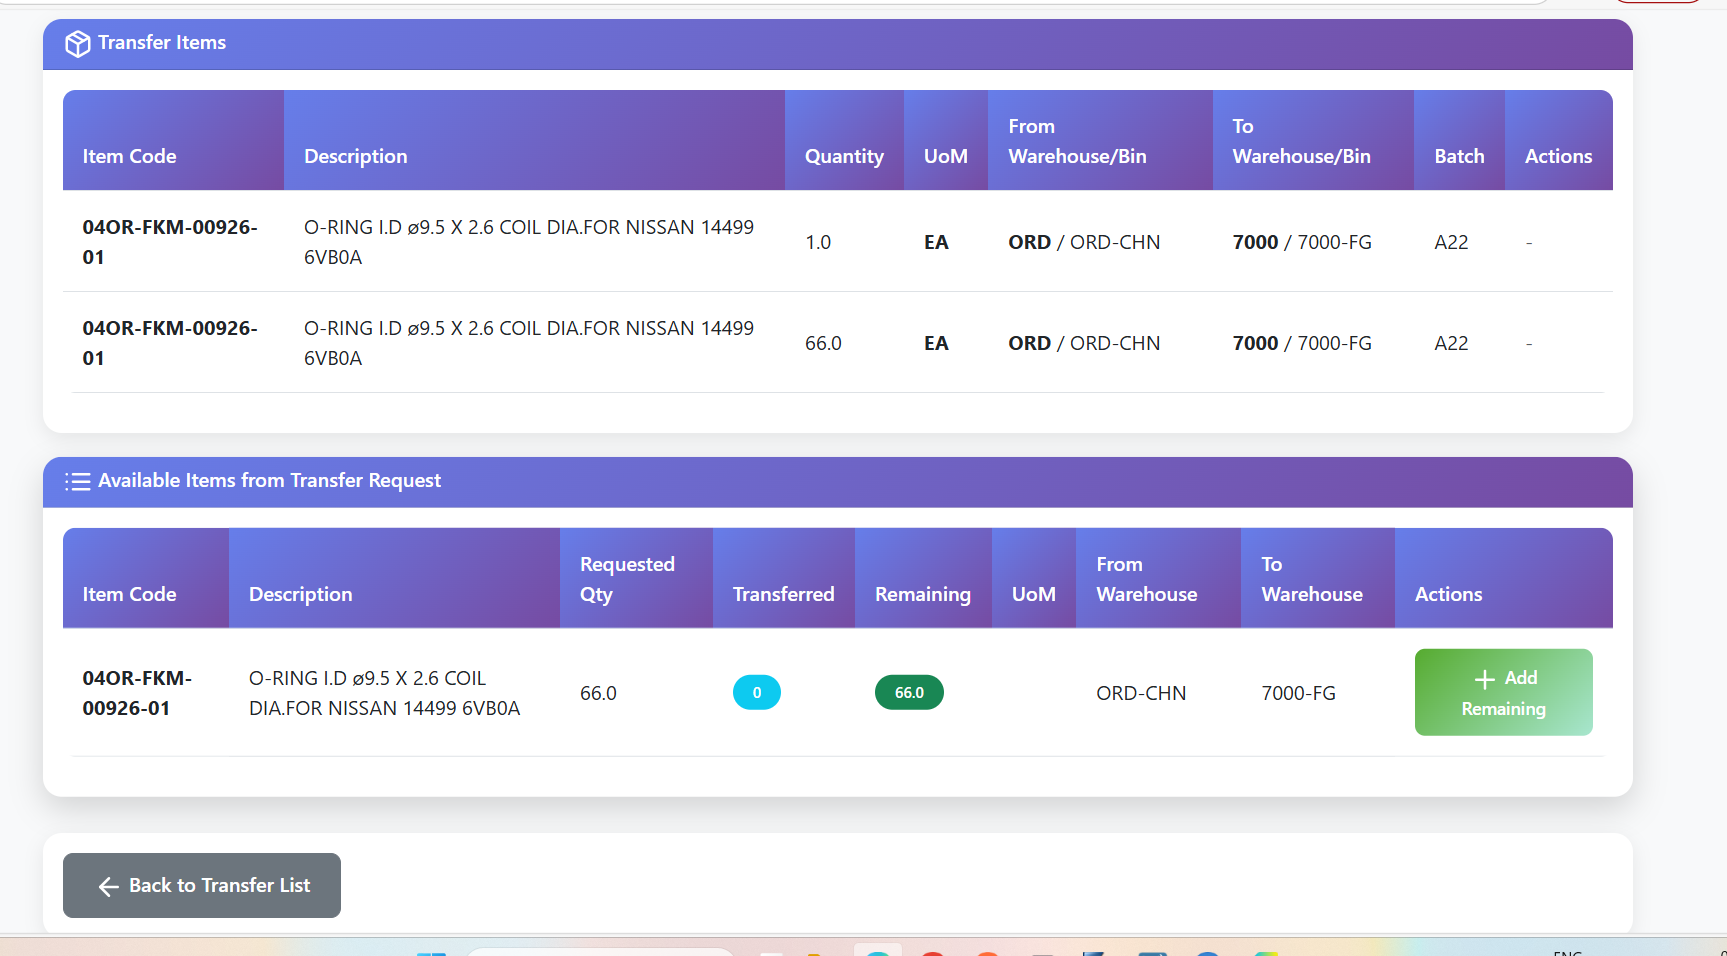 Transfer Items
Item Code
Description
Quantity
UoM
From
Warehouse/Bin
To
Warehouse/Bin
Batch
Actions
04OR-FKM-00926-
01
O-RING I.D ø9.5 X 2.6 COIL DIA.FOR NISSAN 14499
6VB0A
1.0
EA
ORD / ORD-CHN
7000 / 7000-FG
A22
-
04OR-FKM-00926-
01
O-RING I.D ø9.5 X 2.6 COIL DIA.FOR NISSAN 14499
6VB0A
66.0
EA
ORD / ORD-CHN
7000 / 7000-FG
A22
-
Available Items from Transfer Request
Item Code
Description
Requested
Qty
Transferred
Remaining
UoM
From
Warehouse
To
Warehouse
Actions
04OR-FKM-
00926-01
O-RING I.D ø9.5 X 2.6 COIL
DIA.FOR NISSAN 14499 6VB0A
66.0
0
66.0
ORD-CHN
7000-FG
Add
Remaining
Back to Transfer List